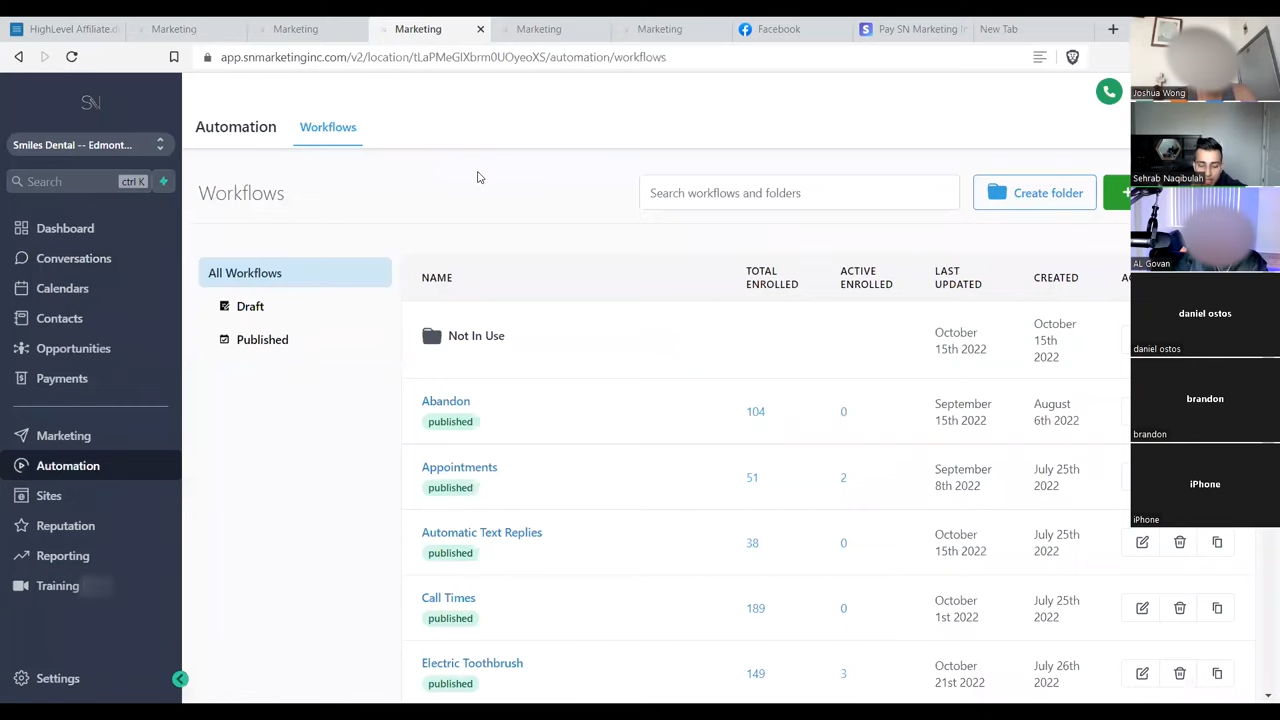 HighLevel Affiliate.d
Marketing
Marketing
Marketing
Marketing
Marketing
Facebook
Pay SN Marketing
New Tab
app.snmarketinginc.com/v2/location/tLaPMeGlXbrm0UOyeoXS/automation/workflows
SN
Smiles Dental -- Edmont...
Search
ctrl K
Dashboard
Conversations
Calendars
Contacts
Opportunities
Payments
Marketing
Automation
Sites
Reputation
Reporting
Training
Settings
Automation
Workflows
Workflows
Search workflows and folders
Create folder
All Workflows
Draft
Published
NAME
TOTAL
ENROLLED
ACTIVE
ENROLLED
LAST
UPDATED
CREATED
Not In Use
October
15th 2022
October
15th
2022
Abandon
published
104
0
September
15th 2022
August
6th 2022
Appointments
published
51
2
September
8th 2022
July 25th
2022
Automatic Text Replies
published
38
0
October
15th 2022
July 25th
2022
Call Times
published
189
0
October
1st 2022
July 25th
2022
Electric Toothbrush
published
149
3
October
21st 2022
July 26th
2022
Joshua Wong
Sehrab Naqibulah
AL Govan
daniel ostos
daniel ostos
brandon
brandon
iPhone
iPhone